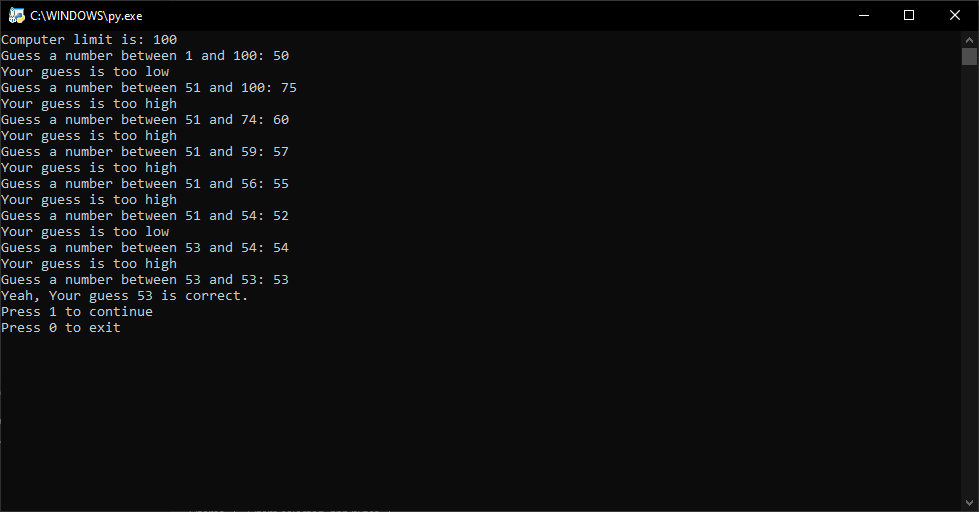 C:\WINDOWS\py.exe
Computer limit is: 100
Guess a number between 1 and 100: 50
Your guess is too low
Guess a number between 51 and 100: 75
Your guess is too high
Guess a number between 51 and 74: 60
Your guess is too high
Guess a number between 51 and 59: 57
Your guess is too high
Guess a number between 51 and 56: 55
Your guess is too high
Guess a number between 51 and 54: 52
Your guess is too low
Guess a number between 53 and 54: 54
Your guess is too high
Guess a number between 53 and 53: 53
Yeah, Your guess 53 is correct.
Press 1 to continue
Press 0 to exit